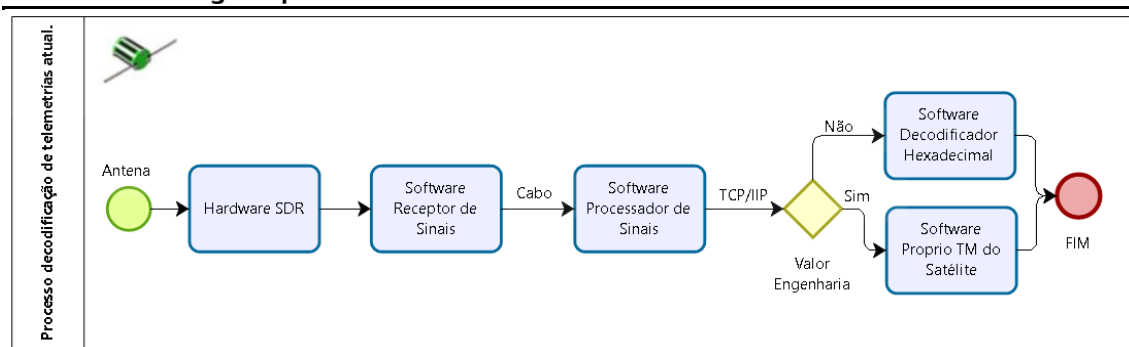 Processo decodificação de telemetrias atual.
Antena
Hardware SDR
Software
Receptor de
Sinais
Cabo
Software
Processador de
Sinais
TCP/IIP
Valor
Engenharia
Não
Software
Decodificador
Hexadecimal
Sim
Software
Proprio TM do
Satélite
FIM